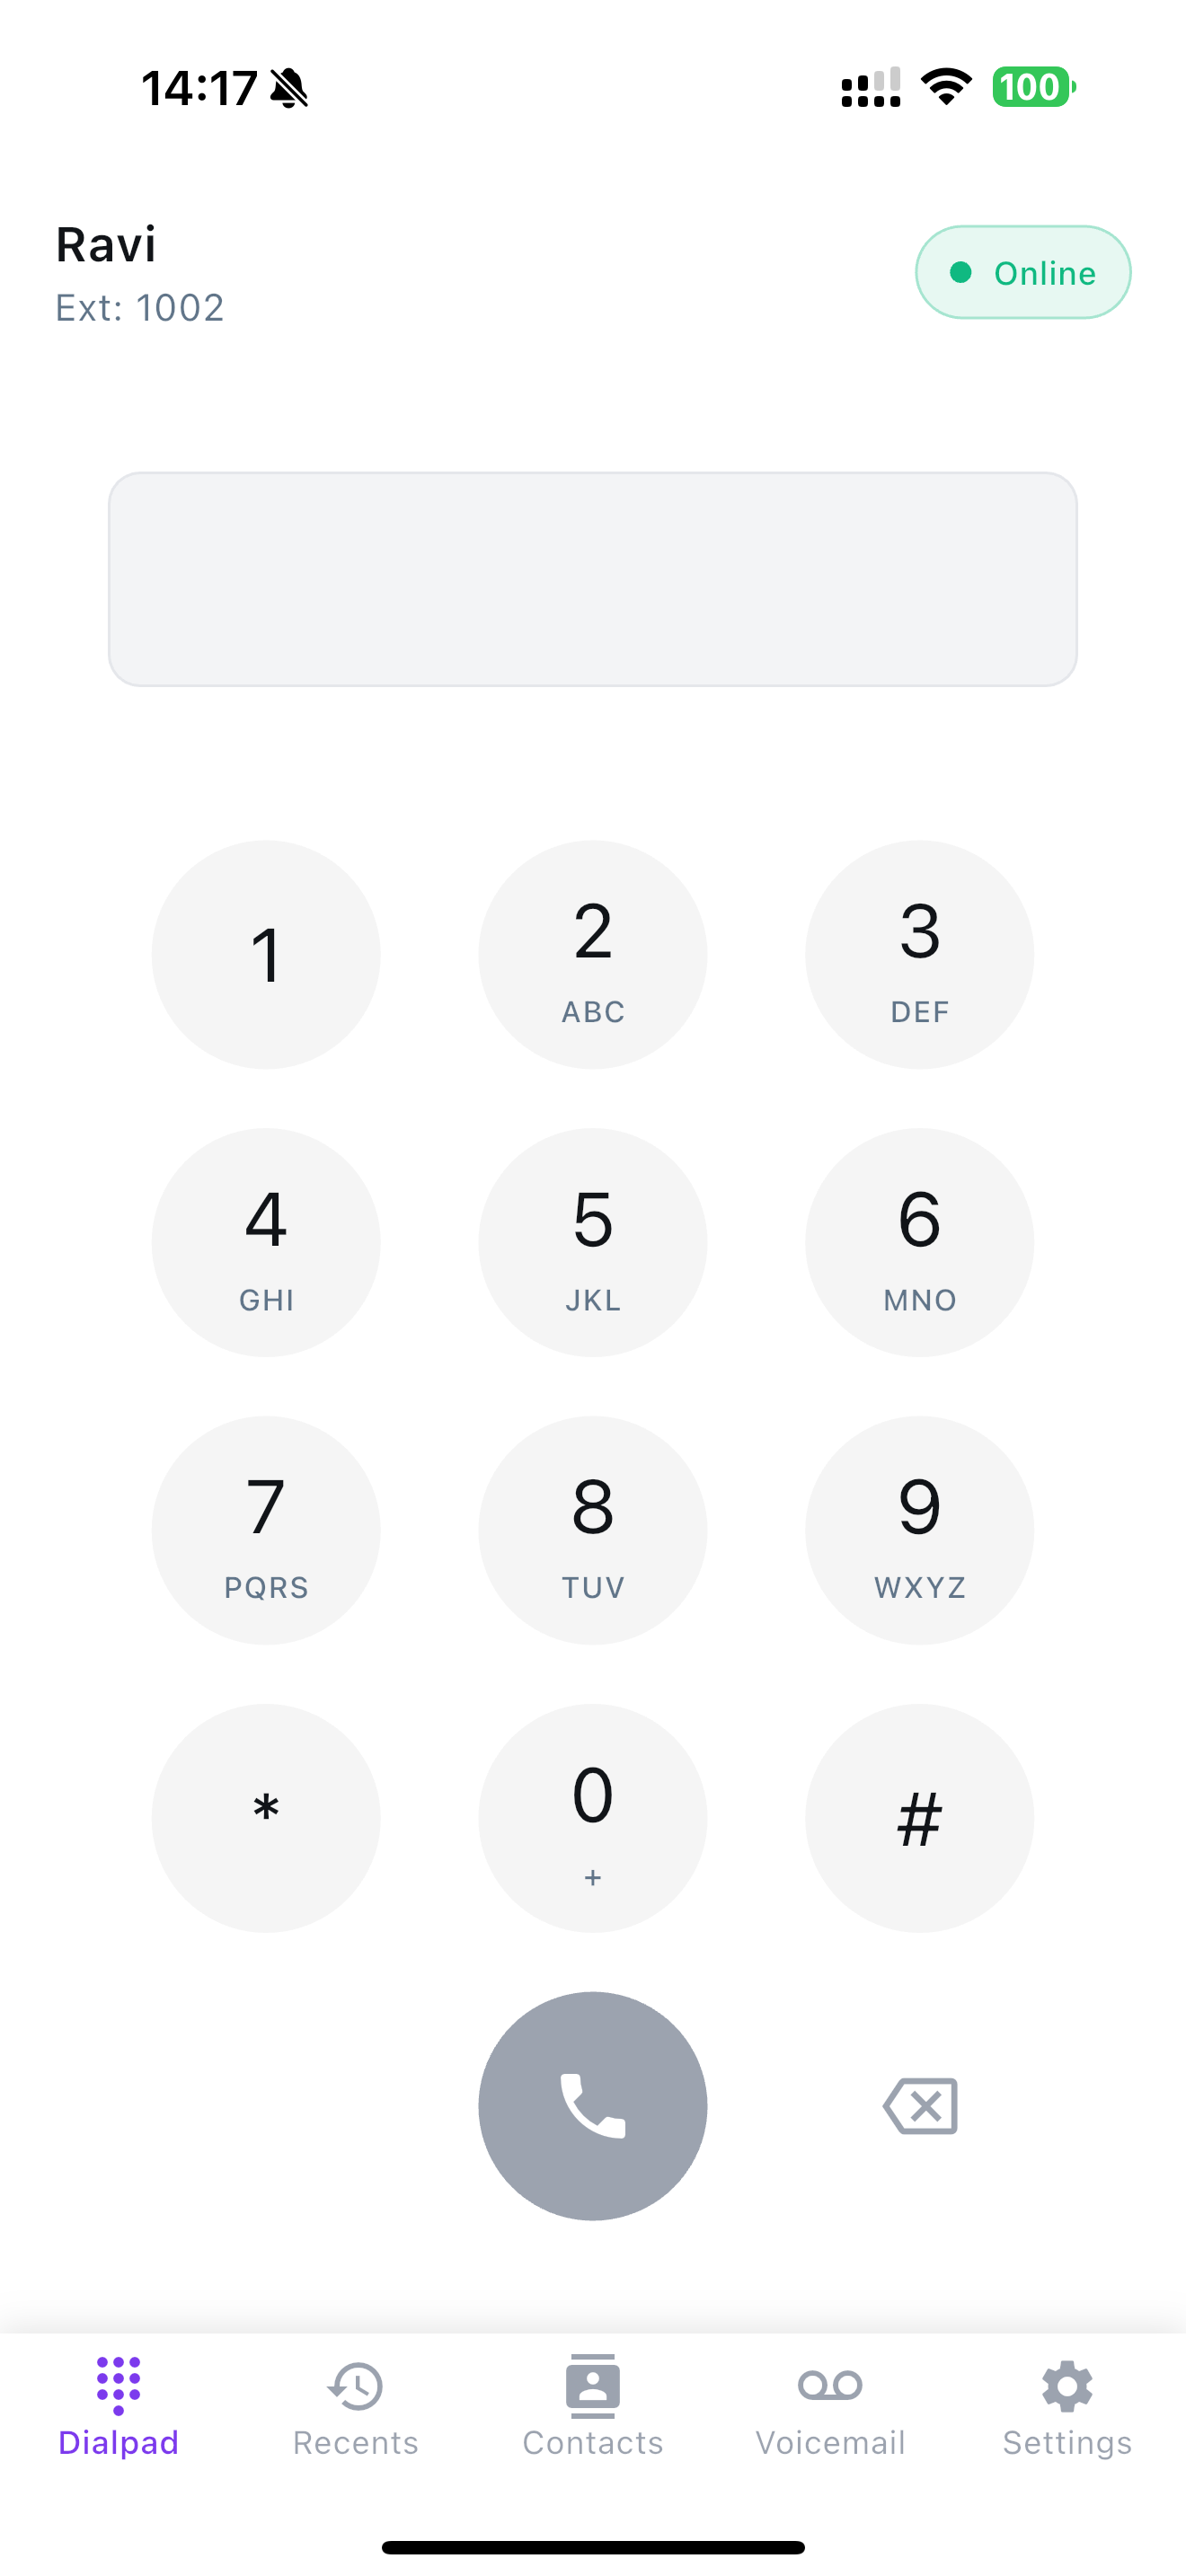 14:17
100
Ravi
Ext: 1002
Online
1
2
ABC
3
DEF
4
GHI
5
JKL
6
MNO
7
PQRS
8
TUV
9
WXYZ
*
0
+
#
Dialpad
Recents
Contacts
Voicemail
Settings